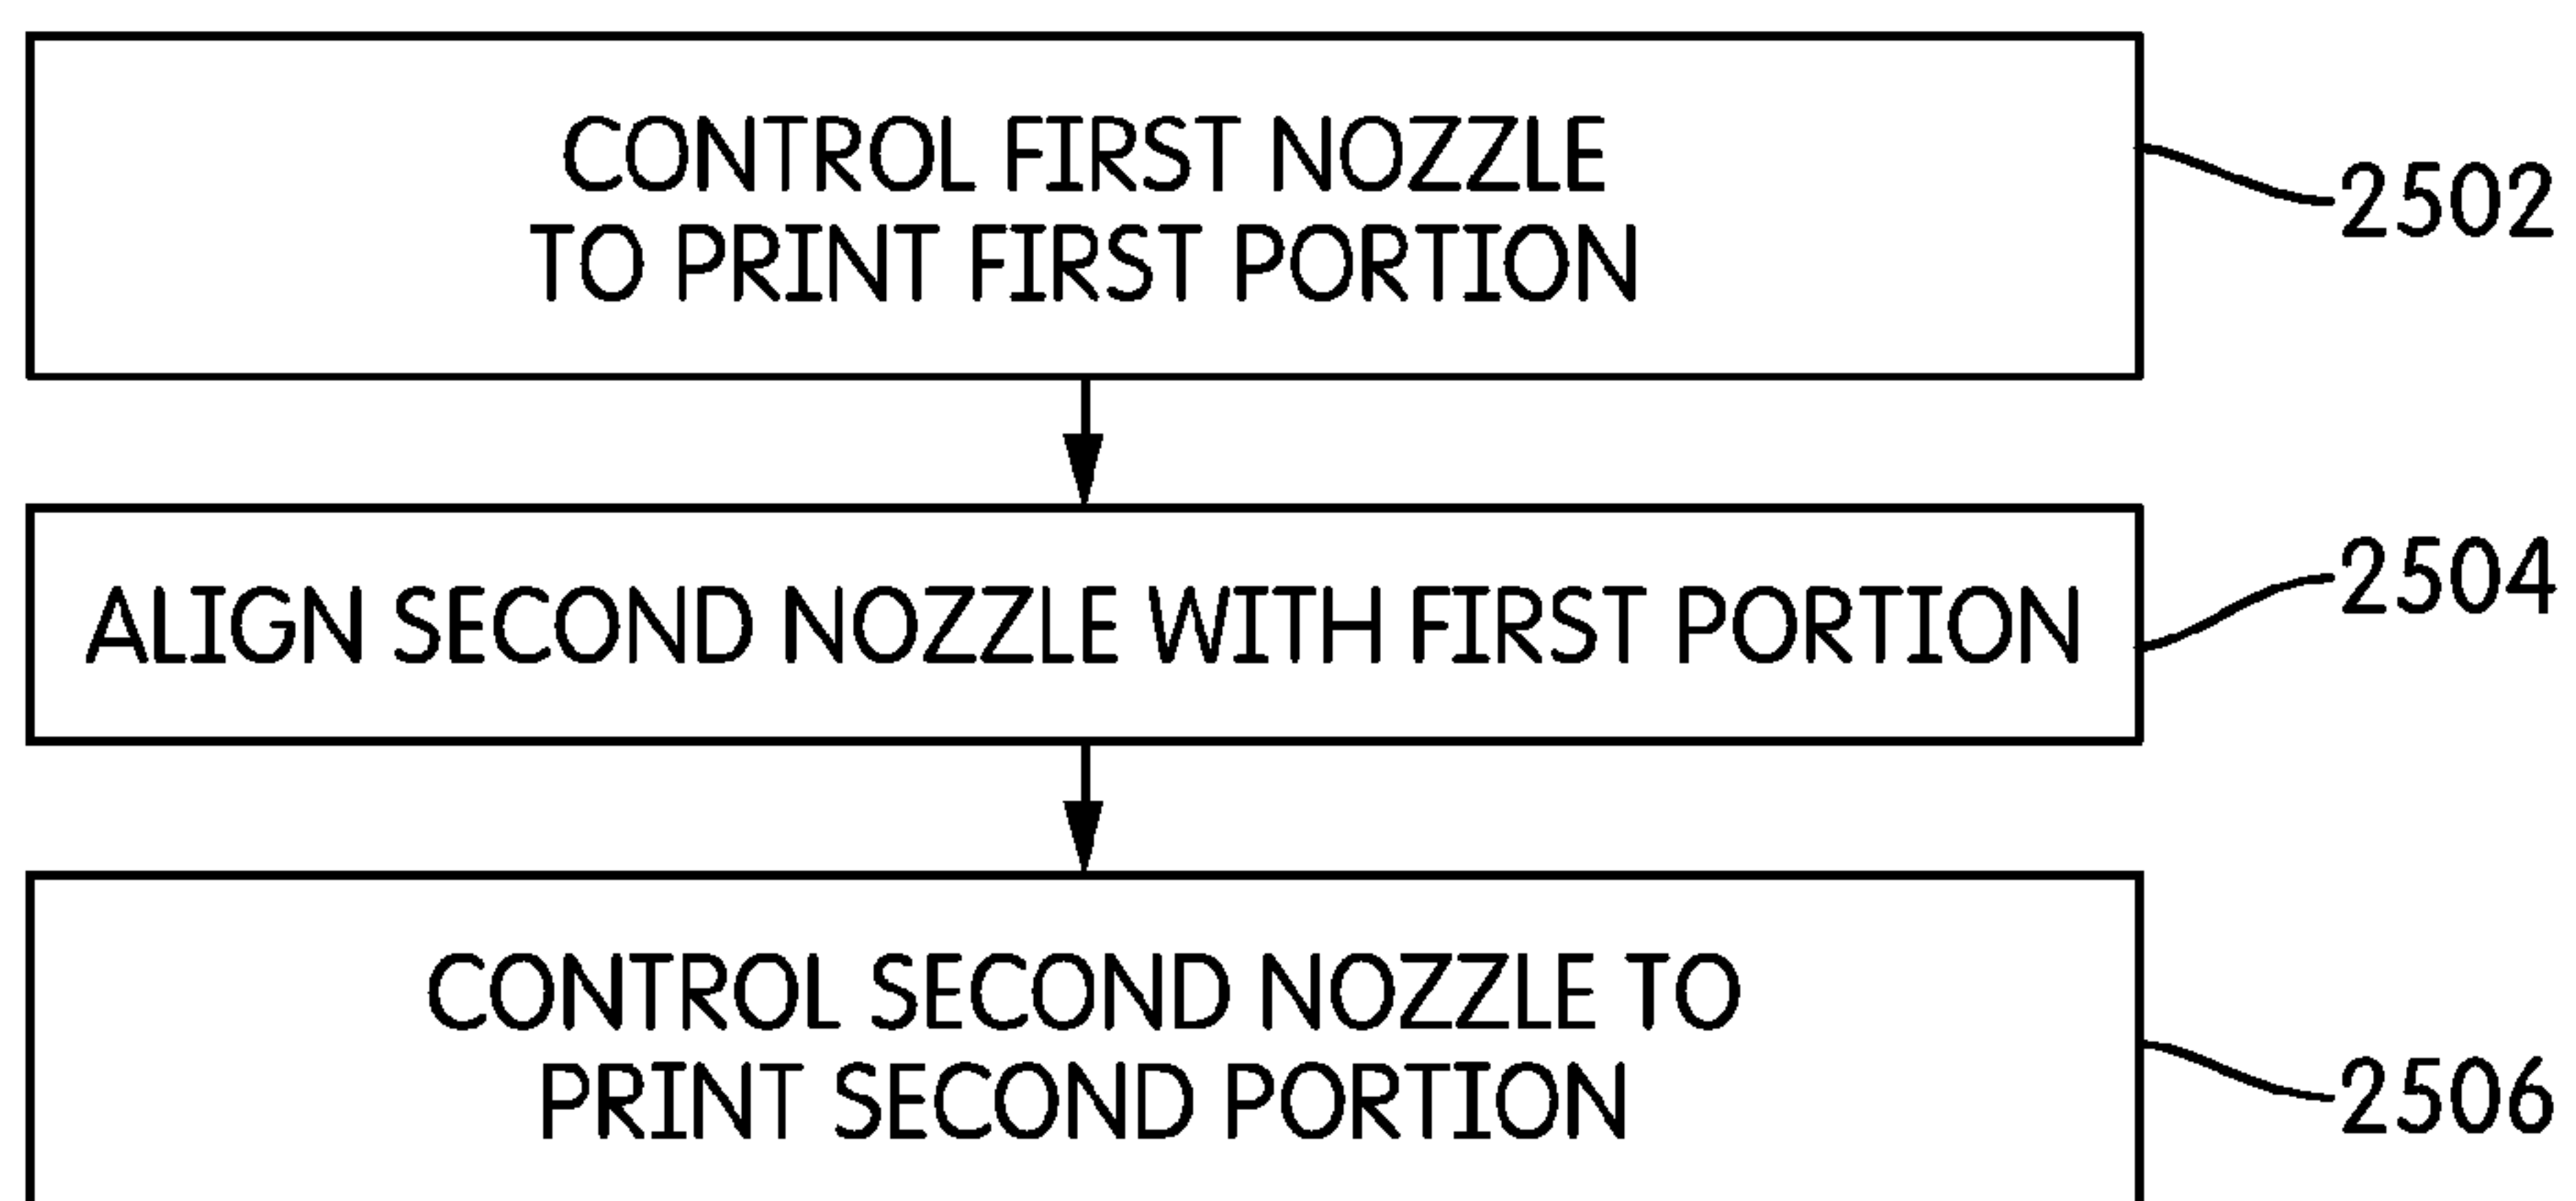 CONTROL FIRST NOZZLE
TO PRINT FIRST PORTION
2502
ALIGN SECOND NOZZLE WITH FIRST PORTION
2504
CONTROL SECOND NOZZLE TO
PRINT SECOND PORTION
2506